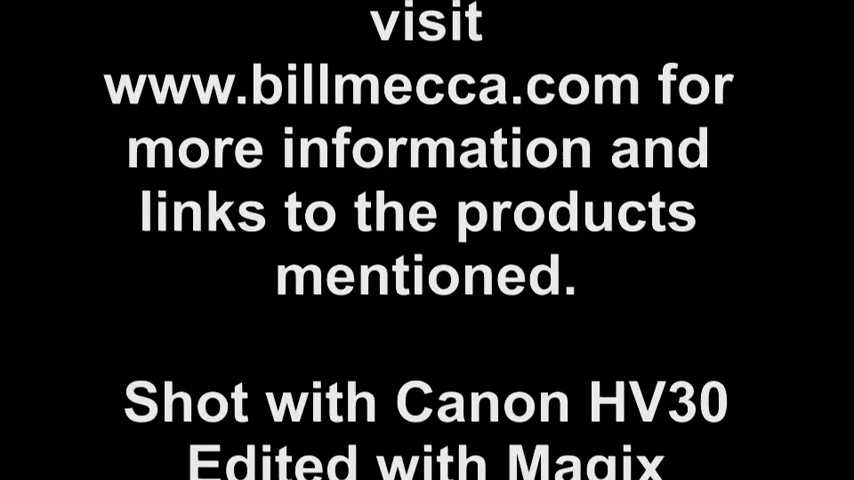 visit
www.billmecca.com for
more information and
links to the products
mentioned.
Shot with Canon HV30
Edited with Magix